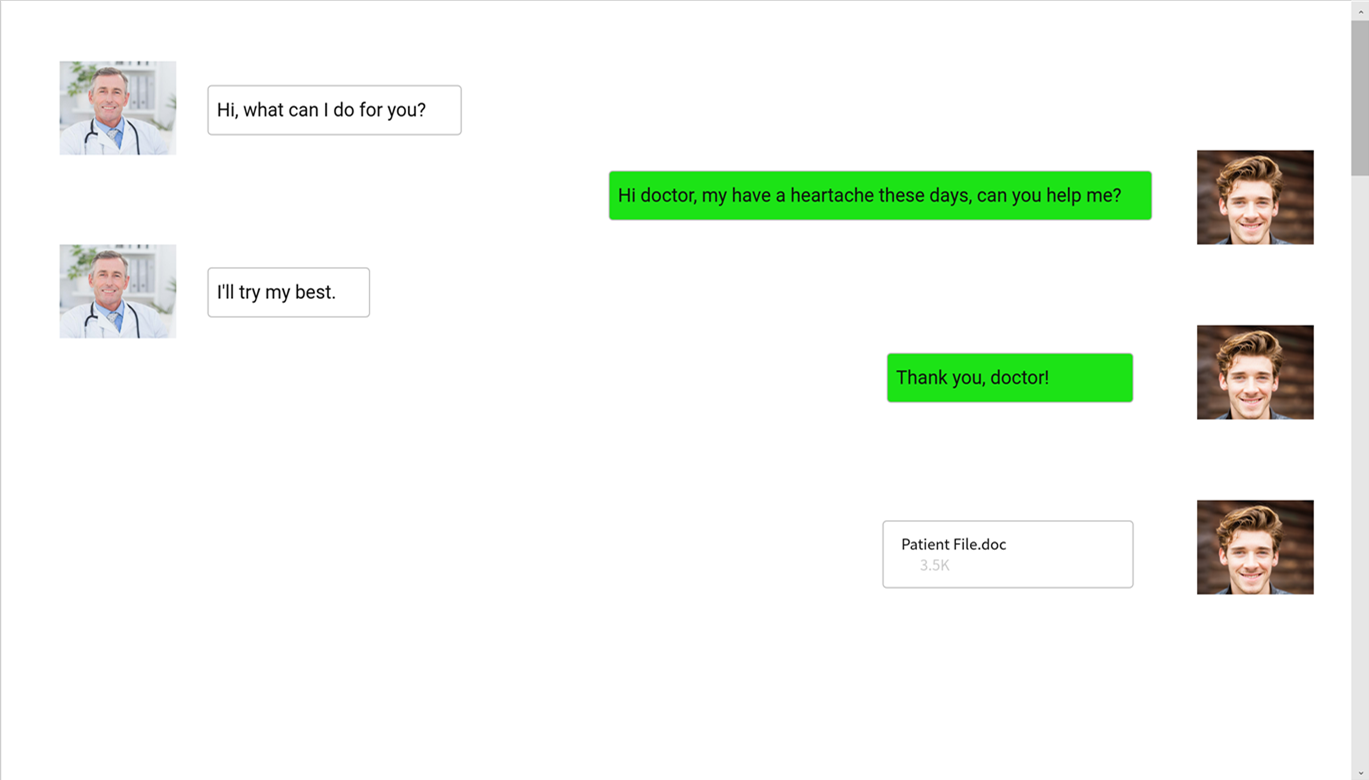 Hi, what can I do for you?
Hi doctor, my have a heartache these days, can you help me?
I'll try my best.
Thank you, doctor!
Patient File.doc
3.5K